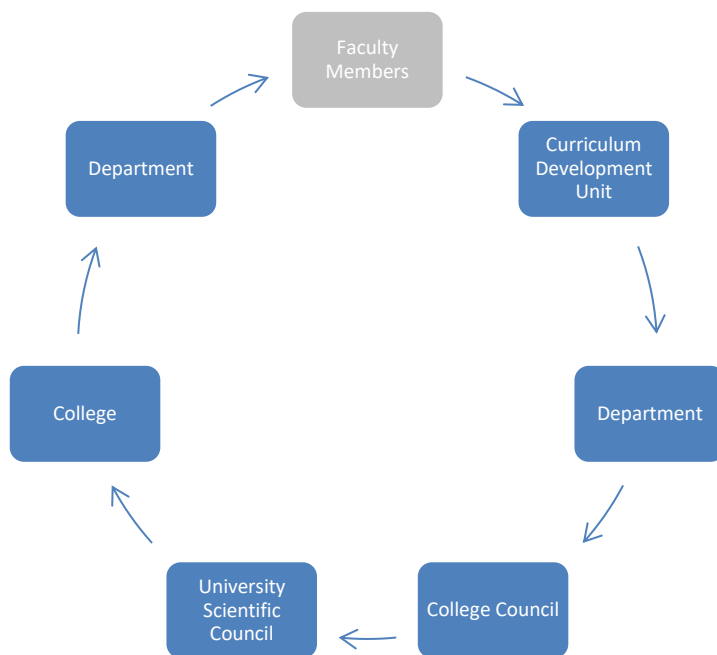 Faculty
Members
Curriculum
Development
Unit
Department
College Council
University
Scientific
Council
College
Department